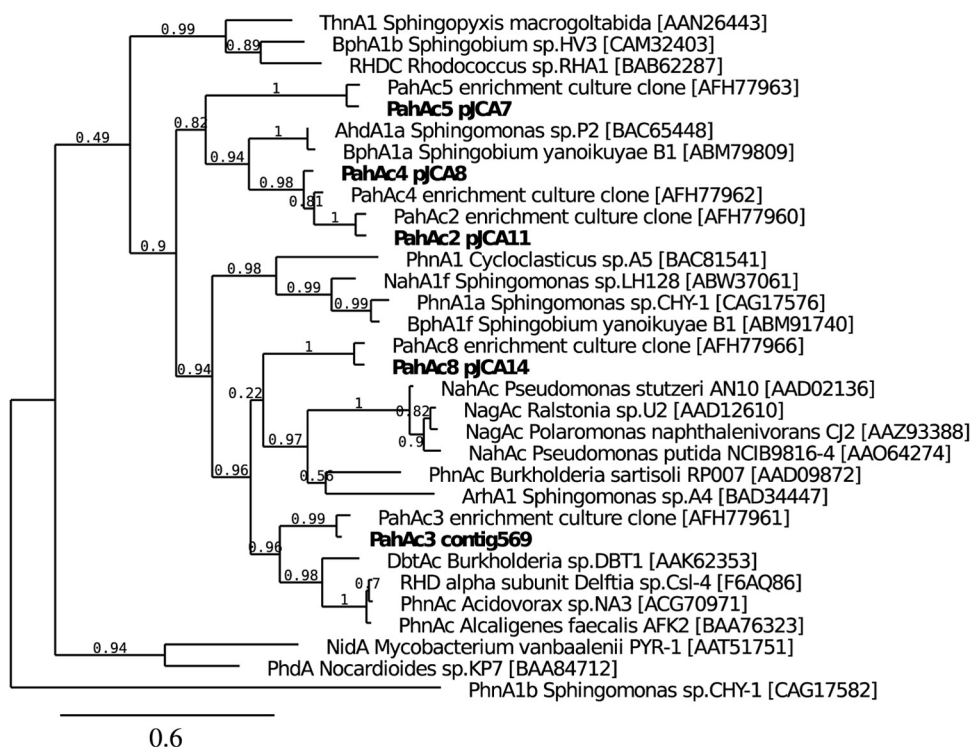 ThnA1 Sphingopyxis macrogoltabida [AAN26443]
0.99
BphA1b Sphingobium sp.HV3 [CAM32403]
0.89
RHDC Rhodococcus sp.RHA1 [BAB62287]
PahAc5 enrichment culture clone [AFH77963]
1
PahAc5 pJCA7
0.82
AhdA1a Sphingomonas sp.P2 [BAC65448]
1
0.49
BphA1a Sphingobium yanoikuyae B1 [ABM79809]
0.94
PahAc4 pJCA8
0.98
PahAc4 enrichment culture clone [AFH77962]
0.81
PahAc2 enrichment culture clone [AFH77960]
1
PahAc2 pJCA11
0.9
PhnA1 Cycloclasticus sp.A5 [BAC81541]
0.98
NahA1f Sphingomonas sp.LH128 [ABW37061]
0.99
PhnA1a Sphingomonas sp.CHY-1 [CAG17576]
0.99
BphA1f Sphingobium yanoikuyae B1 [ABM91740]
PahAc8 enrichment culture clone [AFH77966]
1
PahAc8 pJCA14
0.94
NahAc Pseudomonas stutzeri AN10 [AAD02136]
0.22
1
NagAc Ralstonia sp.U2 [AAD12610]
0.82
NagAc Polaromonas naphthalenivorans CJ2 [AAZ93388]
0.9
0.97
NahAc Pseudomonas putida NCIB9816-4 [AAO64274]
PhnAc Burkholderia sartisoli RP007 [AAD09872]
0.96
0.56
ArhA1 Sphingomonas sp.A4 [BAD34447]
PahAc3 enrichment culture clone [AFH77961]
0.99
PahAc3 contig569
0.96
DbtAc Burkholderia sp.DBT1 [AAK62353]
0.98
RHD alpha subunit Delftia sp.Csl-4 [F6AQ86]
0.7
PhnAc Acidovorax sp.NA3 [ACG70971]
1
PhnAc Alcaligenes faecalis AFK2 [BAA76323]
NidA Mycobacterium vanbaalenii PYR-1 [AAT51751]
0.94
PhdA Nocardioides sp.KP7 [BAA84712]
PhnA1b Sphingomonas sp.CHY-1 [CAG17582]
0.6